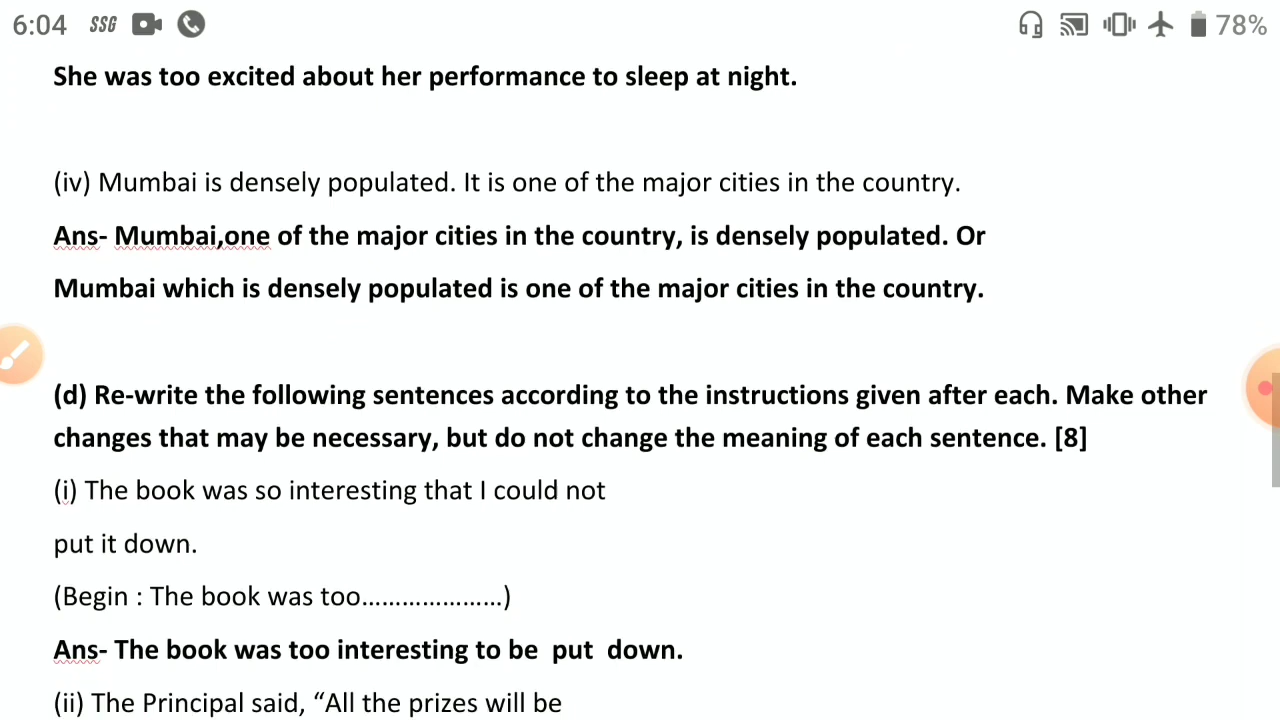 6:04 SSG 78%
She was too excited about her performance to sleep at night.
(iv) Mumbai is densely populated. It is one of the major cities in the country.
Ans- Mumbai,one of the major cities in the country, is densely populated. Or
Mumbai which is densely populated is one of the major cities in the country.
(d) Re-write the following sentences according to the instructions given after each. Make other
changes that may be necessary, but do not change the meaning of each sentence. [8]
(i) The book was so interesting that I could not
put it down.
(Begin : The book was too.....................)
Ans- The book was too interesting to be  put  down.
(ii) The Principal said, “All the prizes will be